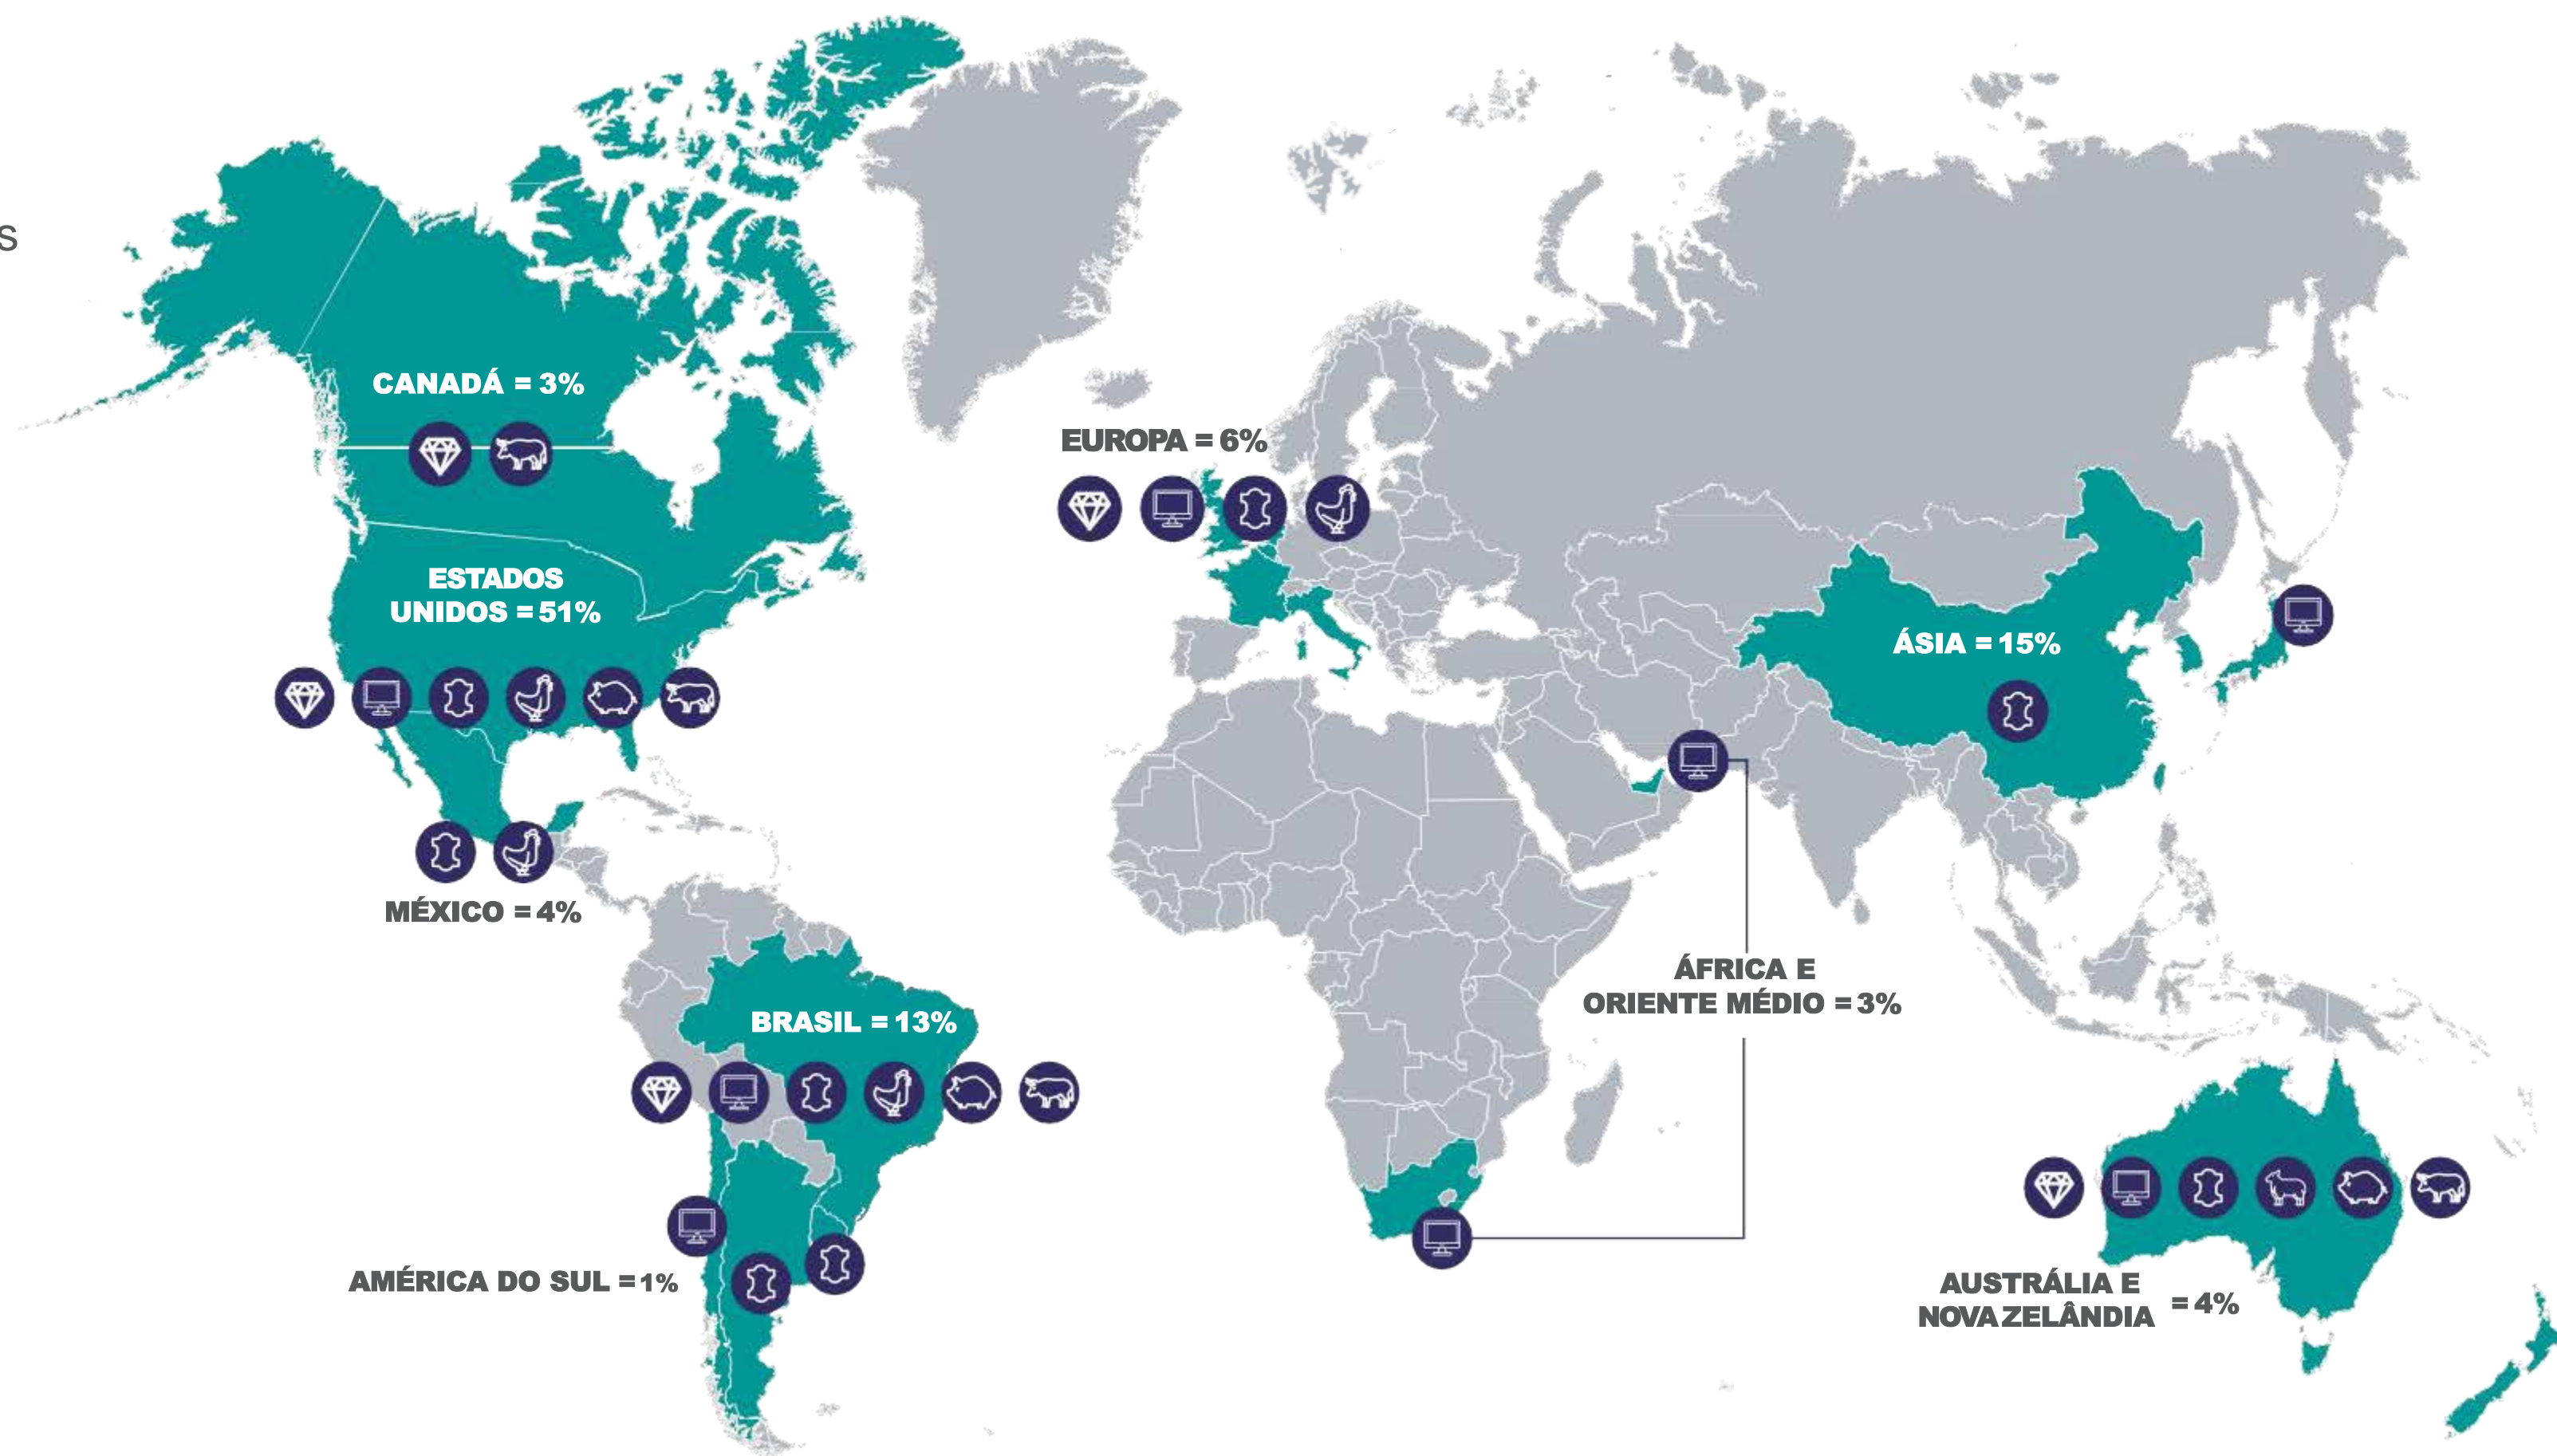 s
CANADÁ = 3%
EUROPA = 6%
ESTADOS
UNIDOS = 51%
ÁSIA = 15%
MÉXICO = 4%
ÁFRICA E
ORIENTE MÉDIO = 3%
BRASIL = 13%
AMÉRICA DO SUL = 1%
AUSTRÁLIA E
NOVA ZELÂNDIA = 4%